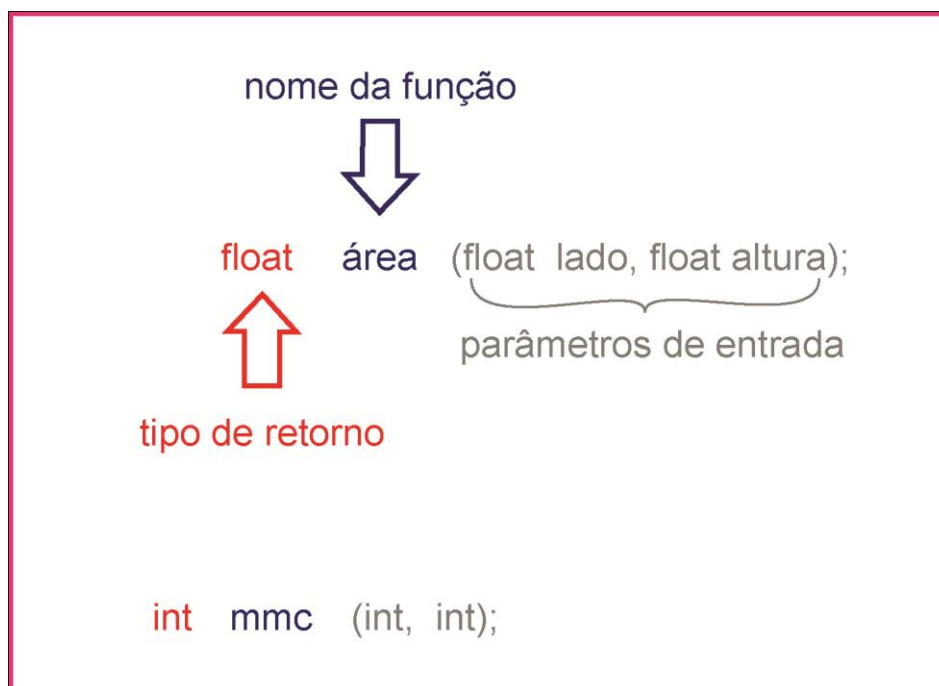 nome da função
float área (float lado, float altura);
parâmetros de entrada
tipo de retorno
int mmc (int, int);